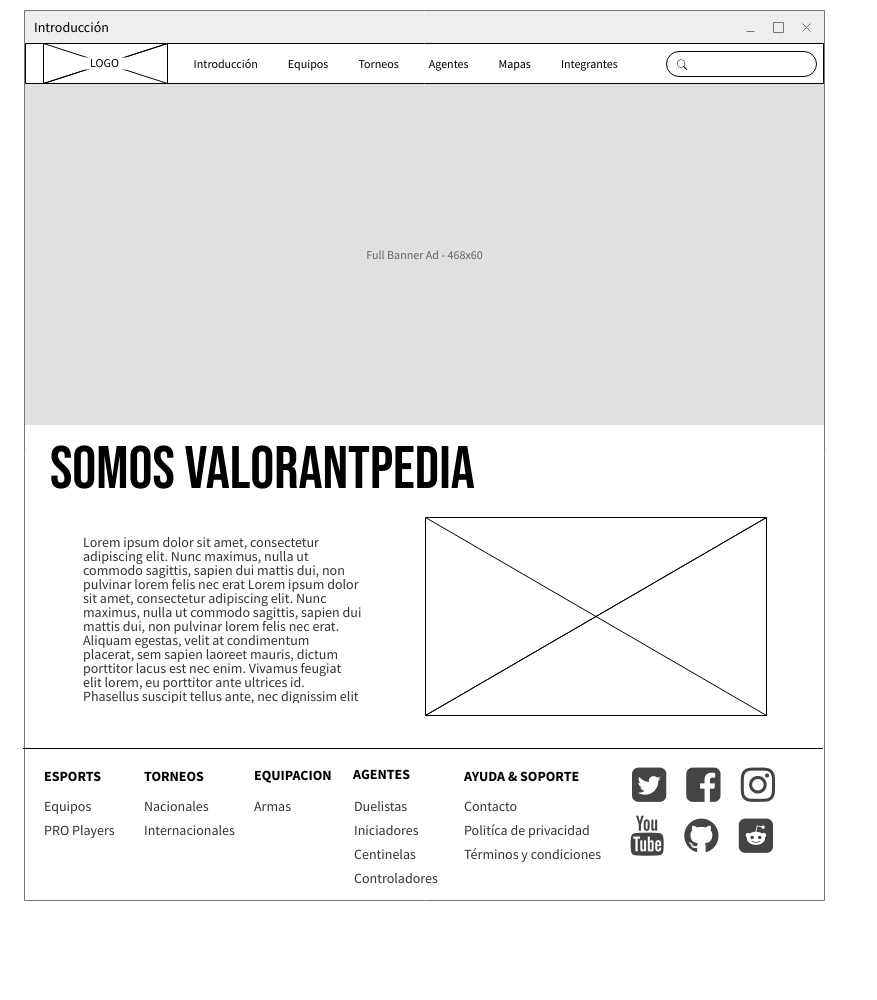 Introducción
LOGO
Introducción
Equipos
Torneos
Agentes
Mapas
Integrantes
Full Banner Ad - 468x60
SOMOS VALORANTPEDIA
Lorem ipsum dolor sit amet, consectetur
adipiscing elit. Nunc maximus, nulla ut
commodo sagittis, sapien dui mattis dui, non
pulvinar lorem felis nec erat Lorem ipsum dolor
sit amet, consectetur adipiscing elit. Nunc
maximus, nulla ut commodo sagittis, sapien dui
mattis dui, non pulvinar lorem felis nec erat.
Aliquam egestas, velit at condimentum
placerat, sem sapien laoreet mauris, dictum
porttitor lacus est nec enim. Vivamus feugiat
elit lorem, eu porttitor ante ultrices id.
Phasellus suscipit tellus ante, nec dignissim elit
ESPORTS
Equipos
PRO Players
TORNEOS
Nacionales
Internacionales
EQUIPACION
Armas
AGENTES
Duelistas
Iniciadores
Centinelas
Controladores
AYUDA & SOPORTE
Contacto
Politíca de privacidad
Términos y condiciones
You
Tube